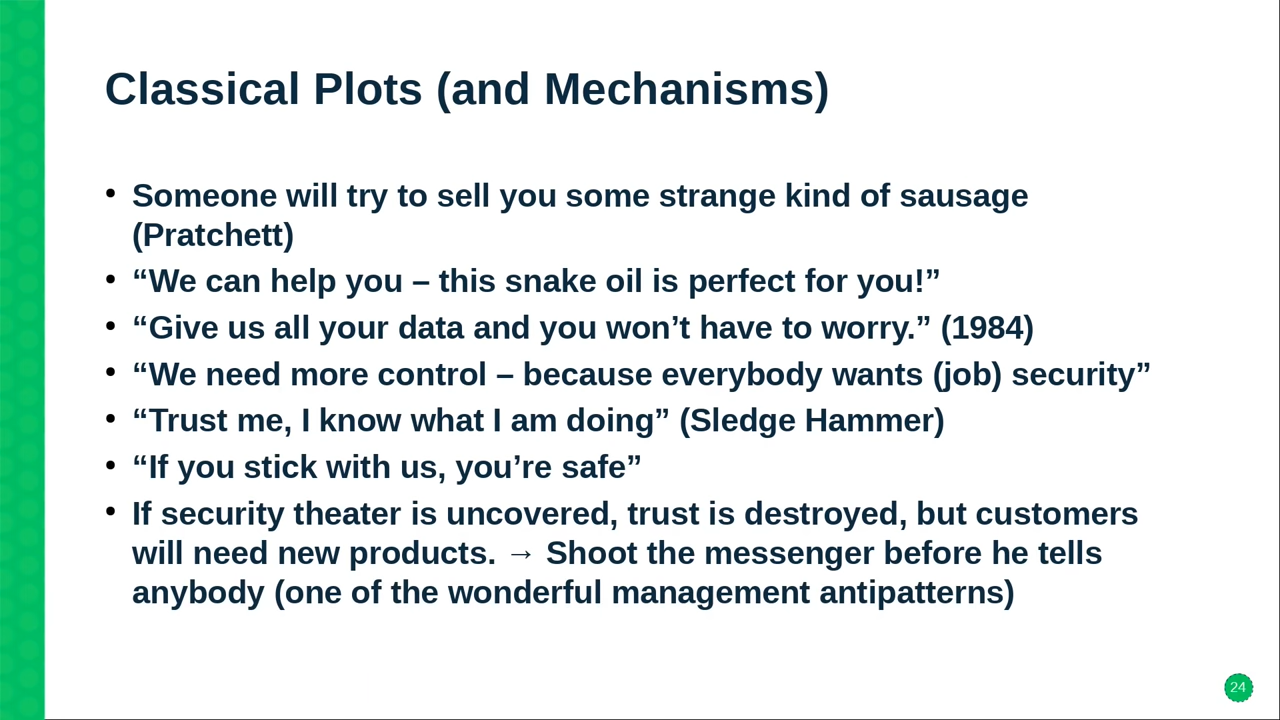 Classical Plots (and Mechanisms)
• Someone will try to sell you some strange kind of sausage
(Pratchett)
• “We can help you – this snake oil is perfect for you!”
• “Give us all your data and you won’t have to worry.” (1984)
• “We need more control – because everybody wants (job) security”
• “Trust me, I know what I am doing” (Sledge Hammer)
• “If you stick with us, you’re safe”
• If security theater is uncovered, trust is destroyed, but customers
will need new products. → Shoot the messenger before he tells
anybody (one of the wonderful management antipatterns)
24